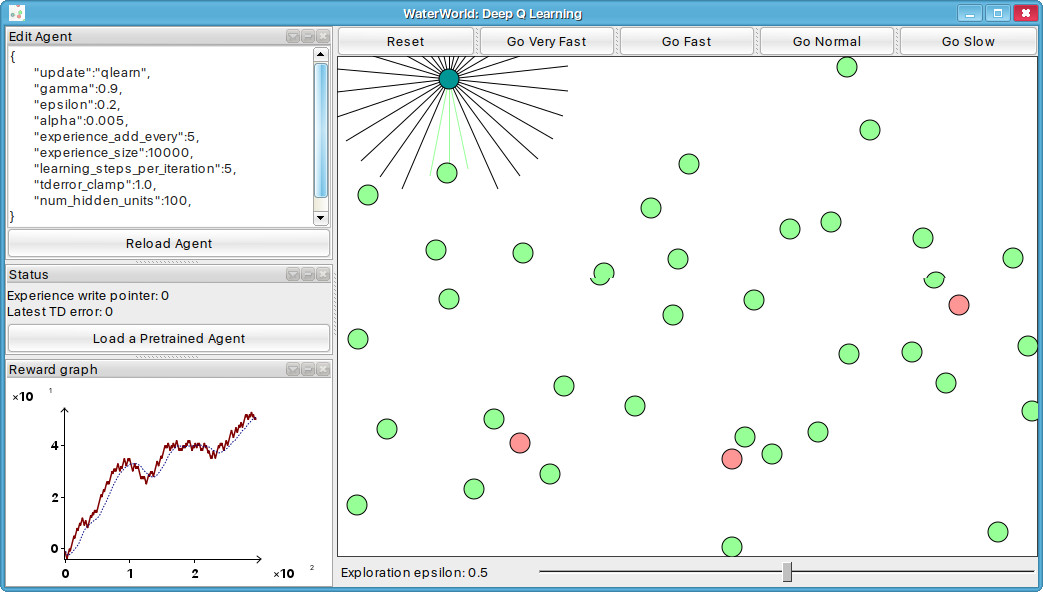 WaterWorld: Deep Q Learning
Edit Agent
{
"update":"qlearn",
"gamma":0.9,
"epsilon":0.2,
"alpha":0.005,
"experience_add_every":5,
"experience_size":10000,
"learning_steps_per_iteration":5,
"tderror_clamp":1.0,
"num_hidden_units":100,
}
Reload Agent
Status
Experience write pointer: 0
Latest TD error: 0
Load a Pretrained Agent
Reward graph
×10 1
4
2
0
0 1 2 ×10 2
Reset Go Very Fast Go Fast Go Normal Go Slow
Exploration epsilon: 0.5